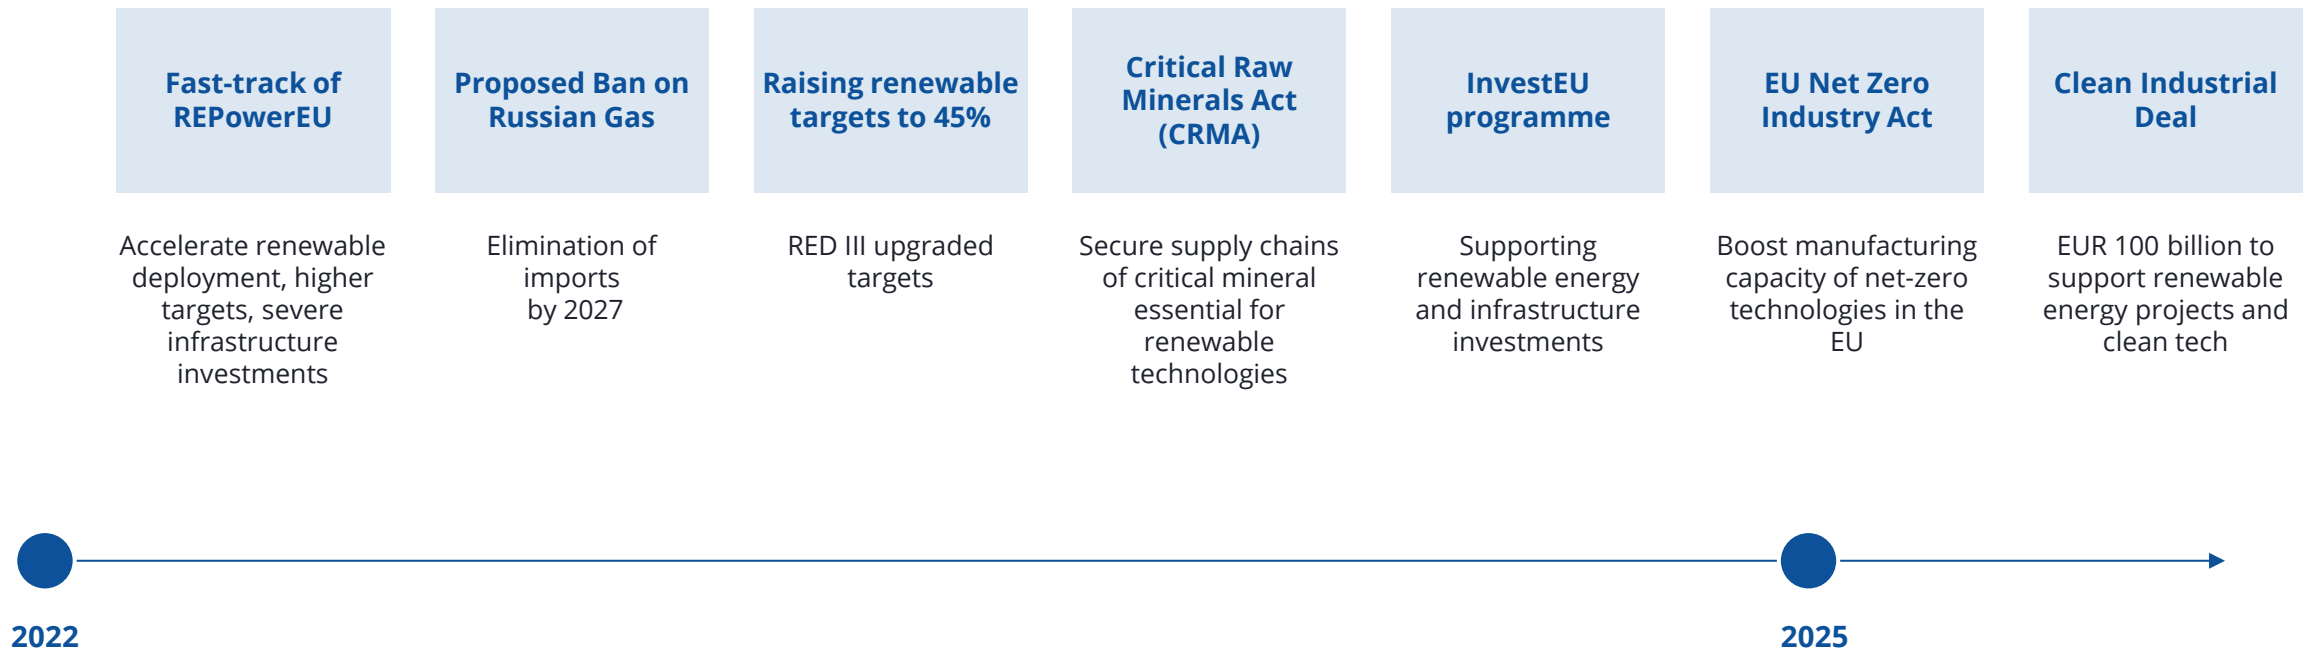 Fast-track of
REPowerEU
Accelerate renewable
deployment, higher
targets, severe
infrastructure
investments
Proposed Ban on
Russian Gas
Elimination of
imports
by 2027
Raising renewable
targets to 45%
RED III upgraded
targets
Critical Raw
Minerals Act
(CRMA)
Secure supply chains
of critical mineral
essential for
renewable
technologies
InvestEU
programme
Supporting
renewable energy
and infrastructure
investments
EU Net Zero
Industry Act
Boost manufacturing
capacity of net-zero
technologies in the
EU
Clean Industrial
Deal
EUR 100 billion to
support renewable
energy projects and
clean tech
2022
2025